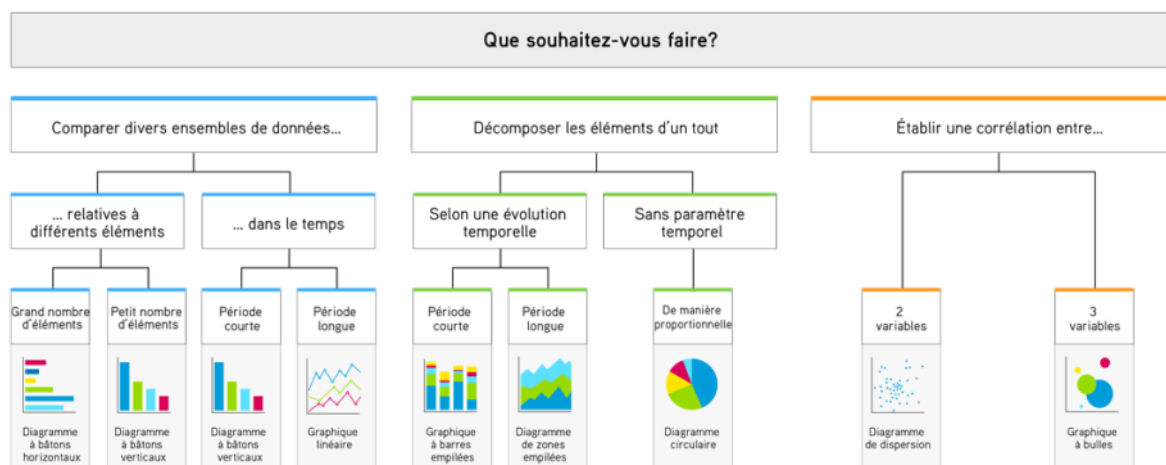 Que souhaitez-vous faire?
Comparer divers ensembles de données...
Décomposer les éléments d'un tout
Établir une corrélation entre...
... relatives à
différents éléments
... dans le temps
Selon une évolution
temporelle
Sans paramètre
temporel
Grand nombre
d'éléments
Petit nombre
d'éléments
Période
courte
Période
longue
Période
courte
Période
longue
De manière
proportionnelle
2
variables
3
variables
Diagramme
à bâtons
horizontaux
Diagramme
à bâtons
verticaux
Diagramme
à bâtons
verticaux
Graphique
linéaire
Graphique
à barres
empilées
Diagramme
de zones
empilées
Diagramme
circulaire
Diagramme
de dispersion
Graphique
à bulles